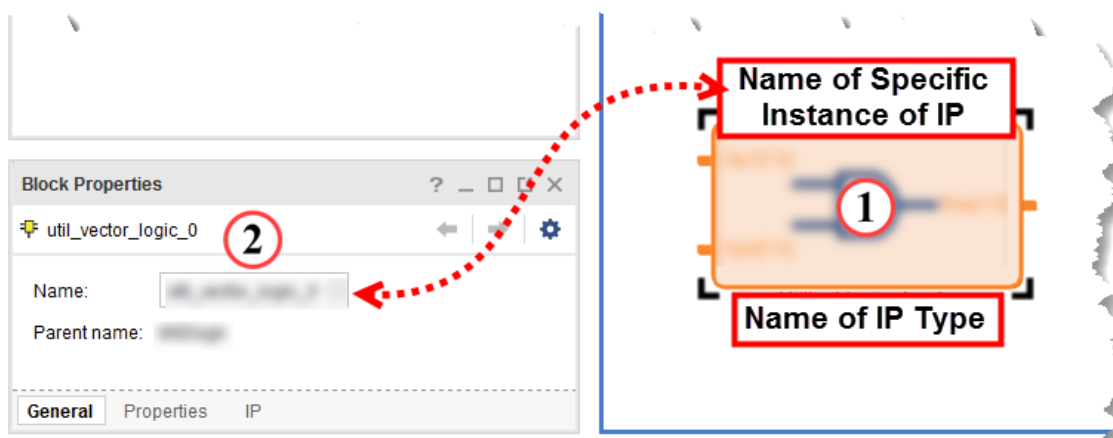 Block Properties
? _
util_vector_logic_0
2
Name:
Parent name:
General Properties IP
Name of Specific
Instance of IP
1
Name of IP Type